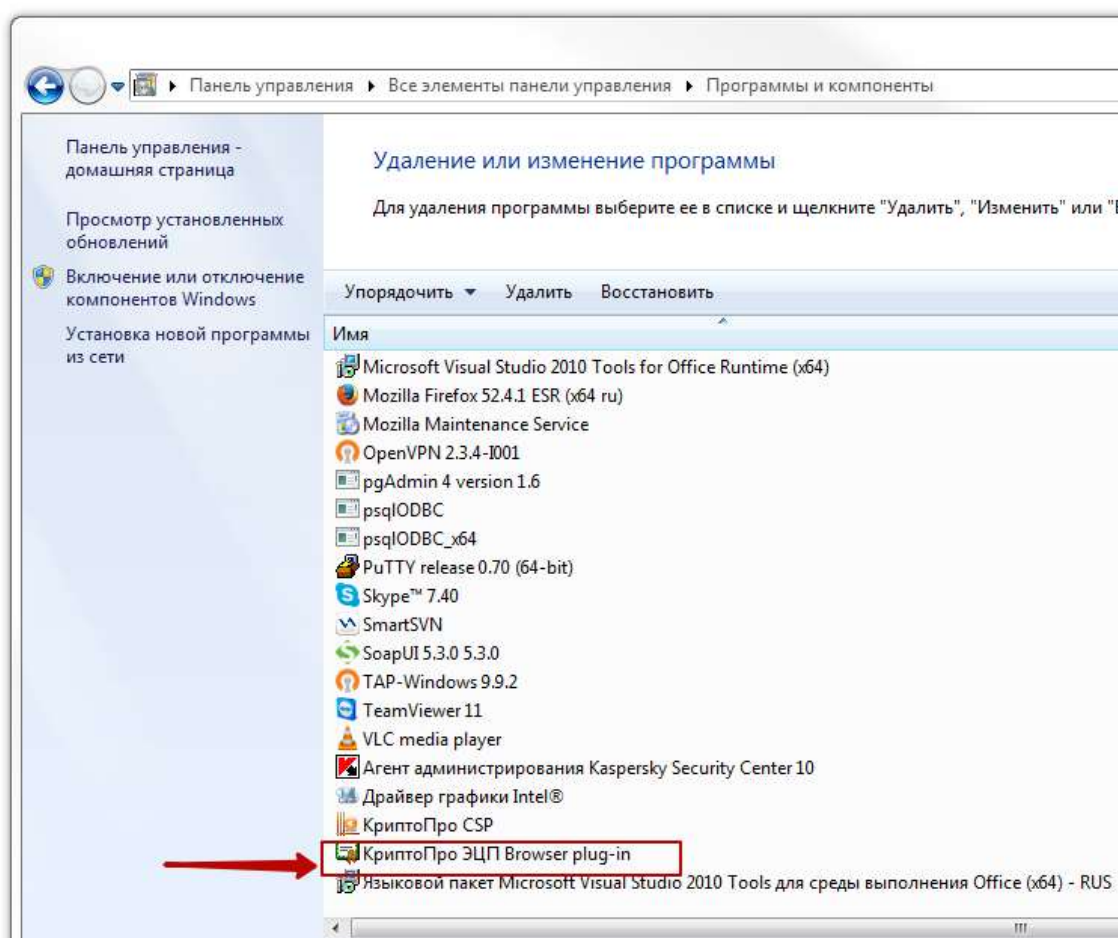 Панель управления ▸ Все элементы панели управления ▸ Программы и компоненты
Панель управления -
домашняя страница
Просмотр установленных
обновлений
Включение или отключение
компонентов Windows
Установка новой программы
из сети
Удаление или изменение программы
Для удаления программы выберите ее в списке и щелкните "Удалить", "Изменить" или "
Упорядочить Удалить Восстановить
Имя
Microsoft Visual Studio 2010 Tools for Office Runtime (x64)
Mozilla Firefox 52.4.1 ESR (x64 ru)
Mozilla Maintenance Service
OpenVPN 2.3.4-I001
pgAdmin 4 version 1.6
psqlODBC
psqlODBC_x64
PuTTY release 0.70 (64-bit)
Skype™ 7.40
SmartSVN
SoapUI 5.3.0 5.3.0
TAP-Windows 9.9.2
TeamViewer 11
VLC media player
Агент администрирования Kaspersky Security Center 10
Драйвер графики Intel®
КриптоПро CSP
КриптоПро ЭЦП Browser plug-in
Языковой пакет Microsoft Visual Studio 2010 Tools для среды выполнения Office (x64) - RUS